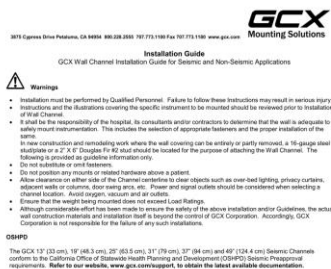 GCX
Mounting Solutions
3875 Cypress Drive Petaluma, CA 94954 800.228.2555 707.773.1100 Fax 707.773.1180 www.gcx.com
Installation Guide
GCX Wall Channel Installation Guide for Seismic and Non-Seismic Applications
Warnings
• Installation must be performed by Qualified Personnel. Failure to follow these Instructions may result in serious injury.
• Instructions and the illustrations covering the specific instrument to be mounted should be reviewed prior to Installation of Wall Channel.
• It shall be the responsibility of the hospital, its consultants and/or contractors to determine that the wall is adequate to safely mount instrumentation. This includes the selection of appropriate fasteners and the proper installation of the same.
• In new construction and remodeling work where the wall covering can be entirely or partly removed, a 16-gauge steel stud/plate or a 2" X 6" Douglas Fir #2 stud should be located for the purpose of attaching the Wall Channel. The following is provided as guideline information only.
• Do not substitute or omit fasteners.
• Do not position any mounts or related hardware above a patient.
• Allow clearance on either side of the Channel centerline to clear objects such as over-bed lighting, privacy curtains, adjacent walls or columns, door swing arcs, etc. Power and signal outlets should be considered when selecting a channel location. Avoid oxygen, vacuum and air outlets.
• Ensure that the weight being mounted does not exceed Load Ratings.
• Although considerable effort has been made to ensure the safety of the above installation and/or Guidelines, the actual wall construction materials and installation itself is beyond the control of GCX Corporation. Accordingly, GCX Corporation is not responsible for the failure of any such installations.
OSHPD
The GCX 13" (33 cm), 19" (48.3 cm), 25" (63.5 cm), 31" (79 cm), 37" (94 cm) and 49" (124.4 cm) Seismic Channels
conform to the California Office of Statewide Health Planning and Development (OSHPD) Seismic Preapproval
requirements. Refer to our website, www.gcx.com/support, to obtain the latest available documentation.